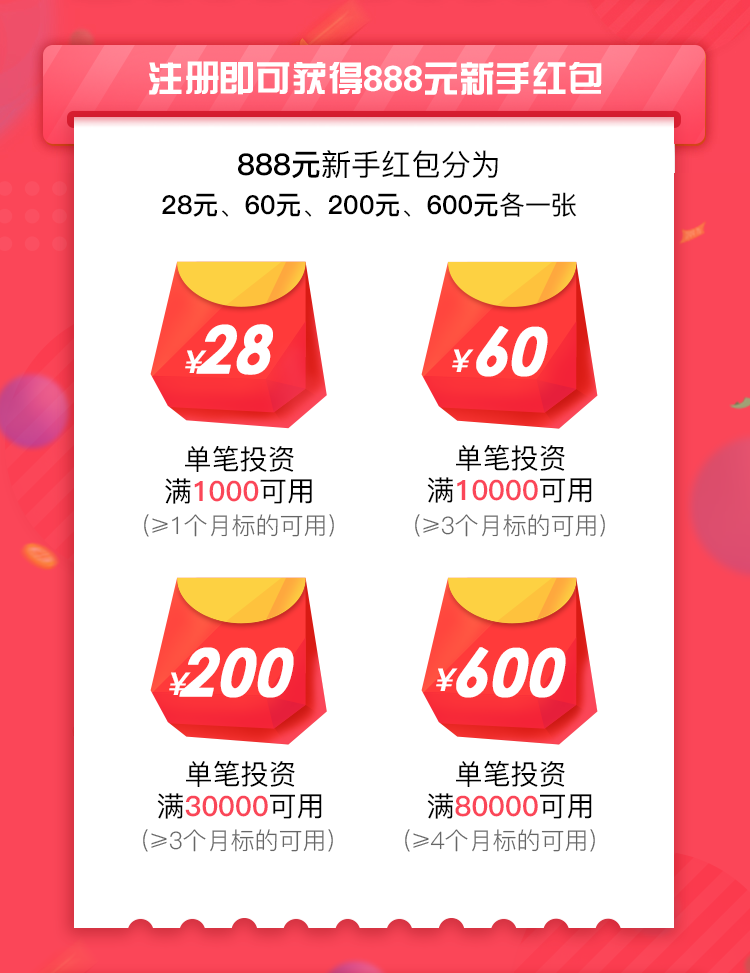 注册即可获得888元新手红包
888元新手红包分为
28元、60元、200元、600元各一张
¥28
¥60
单笔投资
满1000可用
(≥1个月标的可用)
单笔投资
满10000可用
(≥3个月标的可用)
¥200
¥600
单笔投资
满30000可用
(≥3个月标的可用)
单笔投资
满80000可用
(≥4个月标的可用)